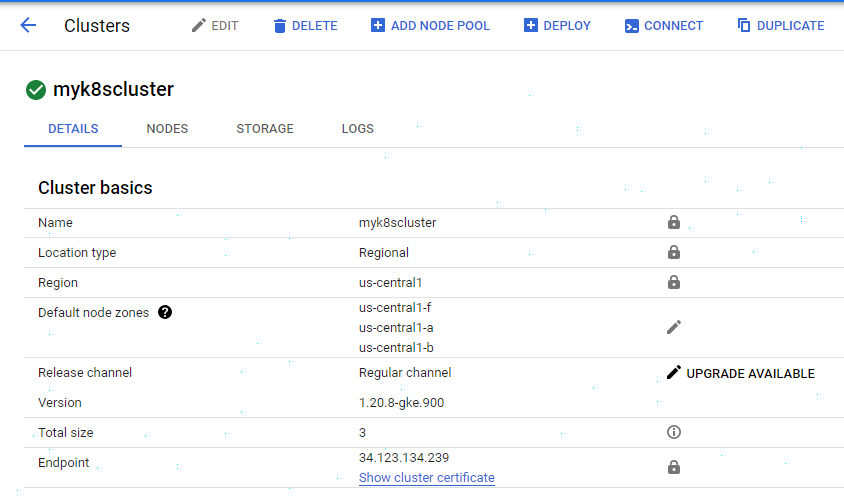 Clusters EDIT DELETE ADD NODE POOL DEPLOY CONNECT DUPLICATE
myk8scluster
DETAILS NODES STORAGE LOGS
Cluster basics
Name myk8scluster
Location type Regional
Region us-central1
Default node zones ? us-central1-f
us-central1-a
us-central1-b
Release channel Regular channel UPGRADE AVAILABLE
Version 1.20.8-gke.900
Total size 3
Endpoint 34.123.134.239
Show cluster certificate